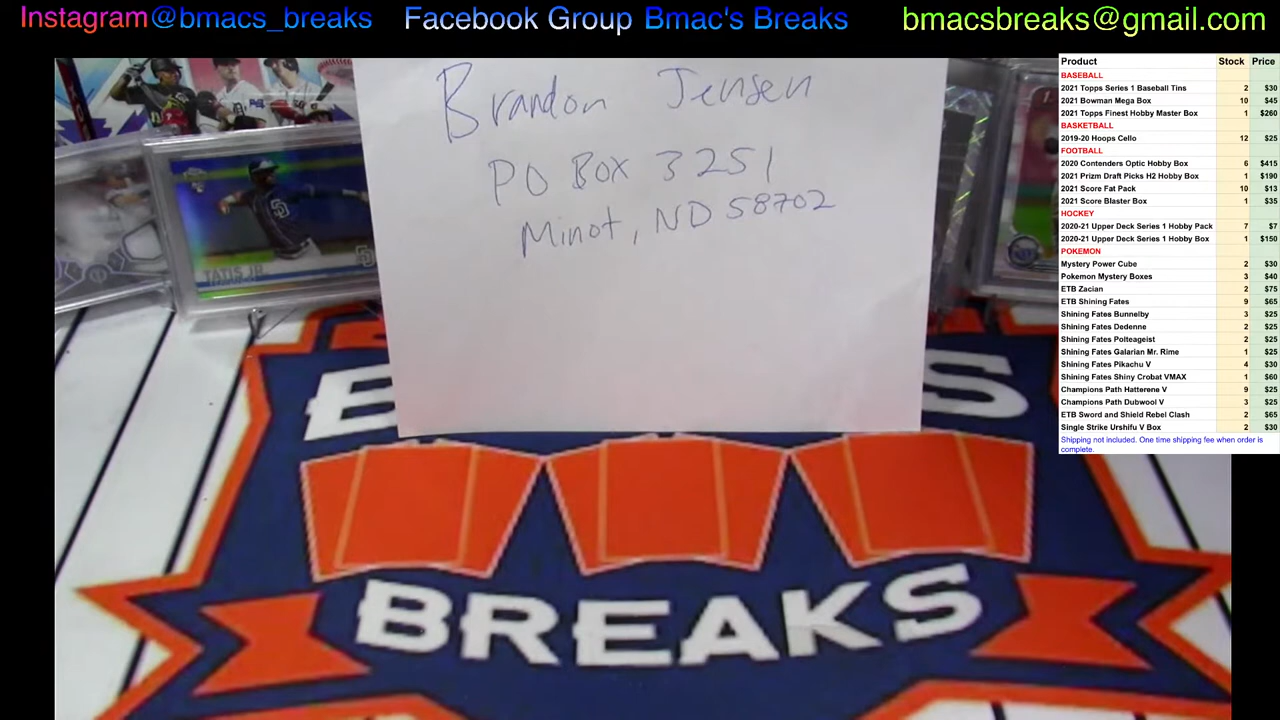 Instagram@bmacs_breaks Facebook Group Bmac's Breaks bmacsbreaks@gmail.com
Brandon Jensen
PO Box 3251
Minot, ND 58702
TATIS JR.
SD
BREAKS
Product Stock Price
BASEBALL
2021 Topps Series 1 Baseball Tins 2 $30
2021 Bowman Mega Box 10 $45
2021 Topps Finest Hobby Master Box 1 $260
BASKETBALL
2019-20 Hoops Cello 12 $25
FOOTBALL
2020 Contenders Optic Hobby Box 6 $415
2021 Prizm Draft Picks H2 Hobby Box 1 $190
2021 Score Fat Pack 10 $13
2021 Score Blaster Box 1 $35
HOCKEY
2020-21 Upper Deck Series 1 Hobby Pack 7 $7
2020-21 Upper Deck Series 1 Hobby Box 1 $150
POKEMON
Mystery Power Cube 2 $30
Pokemon Mystery Boxes 3 $40
ETB Zacian 2 $75
ETB Shining Fates 9 $65
Shining Fates Bunnelby 3 $25
Shining Fates Dedenne 2 $25
Shining Fates Polteageist 2 $25
Shining Fates Galarian Mr. Rime 1 $25
Shining Fates Pikachu V 4 $30
Shining Fates Shiny Crobat VMAX 1 $60
Champions Path Hatterene V 9 $25
Champions Path Dubwool V 3 $25
ETB Sword and Shield Rebel Clash 2 $65
Single Strike Urshifu V Box 2 $30
Shipping not included. One time shipping fee when order is
complete.